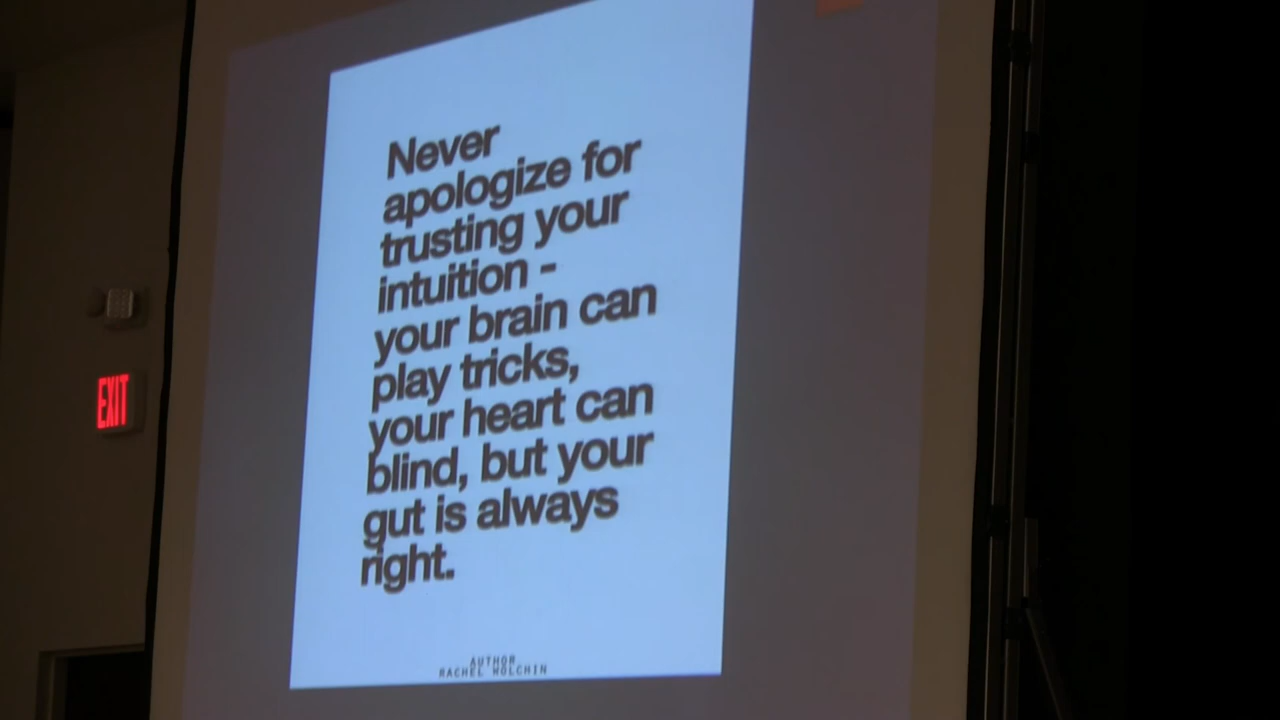 Never
apologize for
trusting your
intuition -
your brain can
play tricks,
your heart can
blind, but your
gut is always
right.
AUTHOR
RACHEL WOLCHIN
EXIT